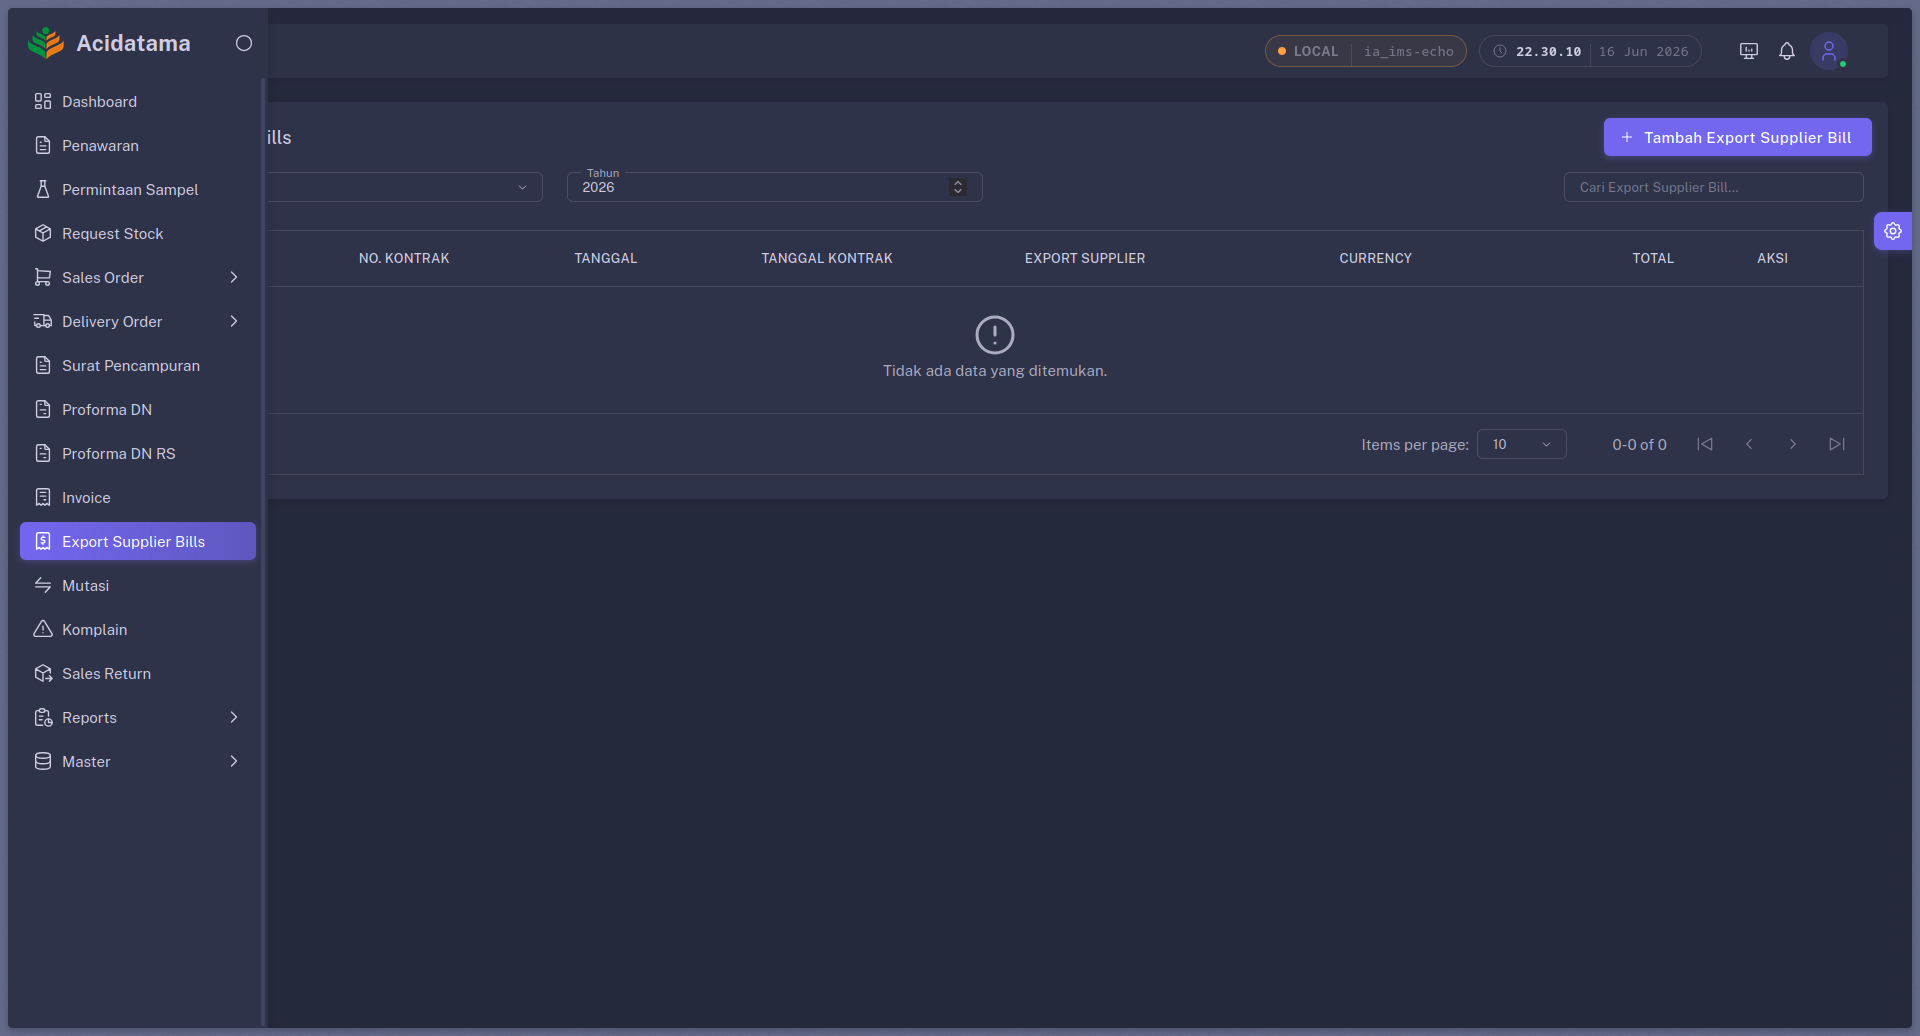 Acidatama
LOCAL ia_ims-echo
22.30.10 16 Jun 2026
Dashboard
Penawaran
Permintaan Sampel
Request Stock
Sales Order
Delivery Order
Surat Pencampuran
Proforma DN
Proforma DN RS
Invoice
Export Supplier Bills
Mutasi
Komplain
Sales Return
Reports
Master
ills
Tambah Export Supplier Bill
Tahun
2026
Cari Export Supplier Bill...
NO. KONTRAK TANGGAL TANGGAL KONTRAK EXPORT SUPPLIER CURRENCY TOTAL AKSI
Tidak ada data yang ditemukan.
Items per page: 10 0-0 of 0